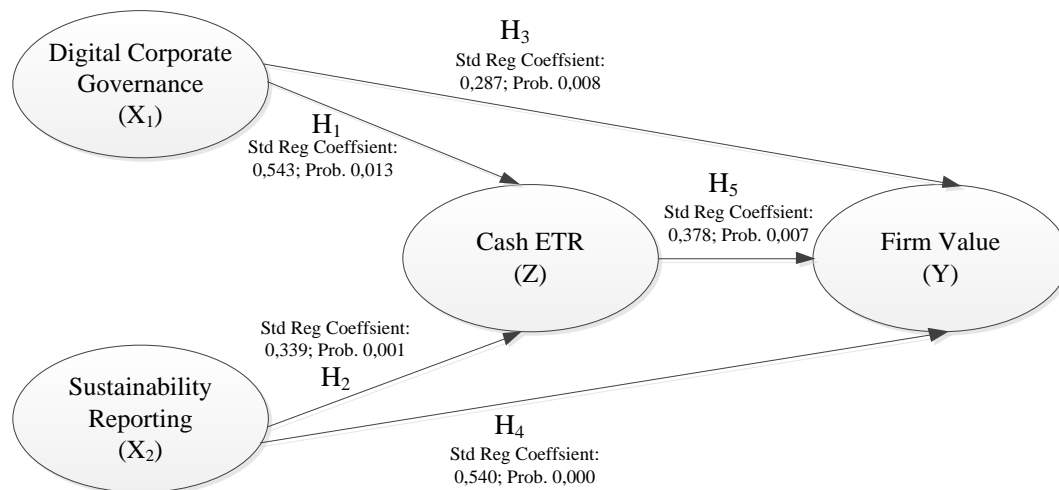 Digital Corporate
Governance
(X₁)
H₃
Std Reg Coeffsient:
0,287; Prob. 0,008
H₁
Std Reg Coeffsient:
0,543; Prob. 0,013
Cash ETR
(Z)
H₅
Std Reg Coeffsient:
0,378; Prob. 0,007
Firm Value
(Y)
Std Reg Coeffsient:
0,339; Prob. 0,001
H₂
Sustainability
Reporting
(X₂)
H₄
Std Reg Coeffsient:
0,540; Prob. 0,000